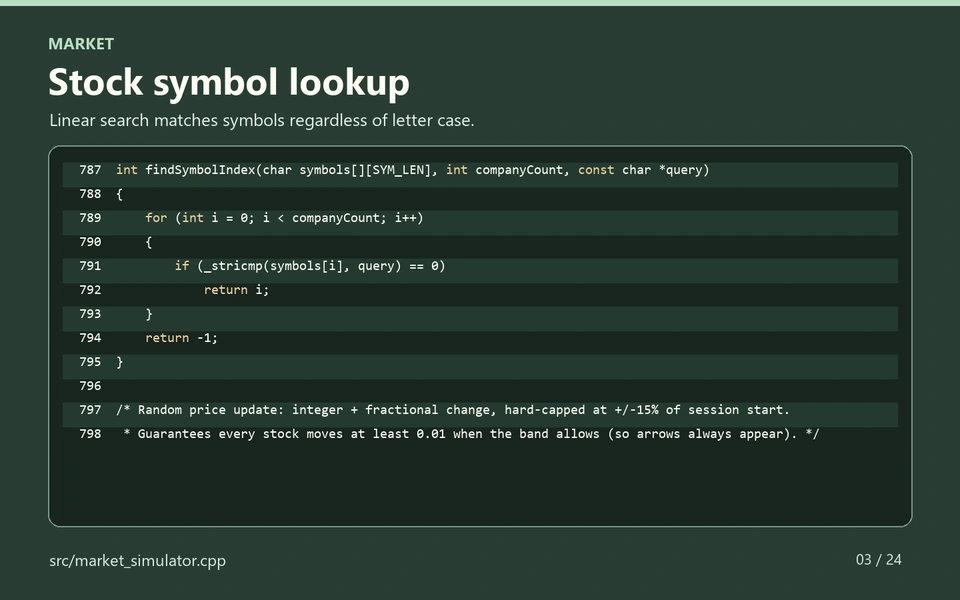 MARKET
Stock symbol lookup
Linear search matches symbols regardless of letter case.
787 int findSymbolIndex(char symbols[][SYM_LEN], int companyCount, const char *query)
788 {
789     for (int i = 0; i < companyCount; i++)
790     {
791         if (_stricmp(symbols[i], query) == 0)
792             return i;
793     }
794     return -1;
795 }
796
797 /* Random price update: integer + fractional change, hard-capped at +/-15% of session start.
798  * Guarantees every stock moves at least 0.01 when the band allows (so arrows always appear). */
src/market_simulator.cpp
03 / 24